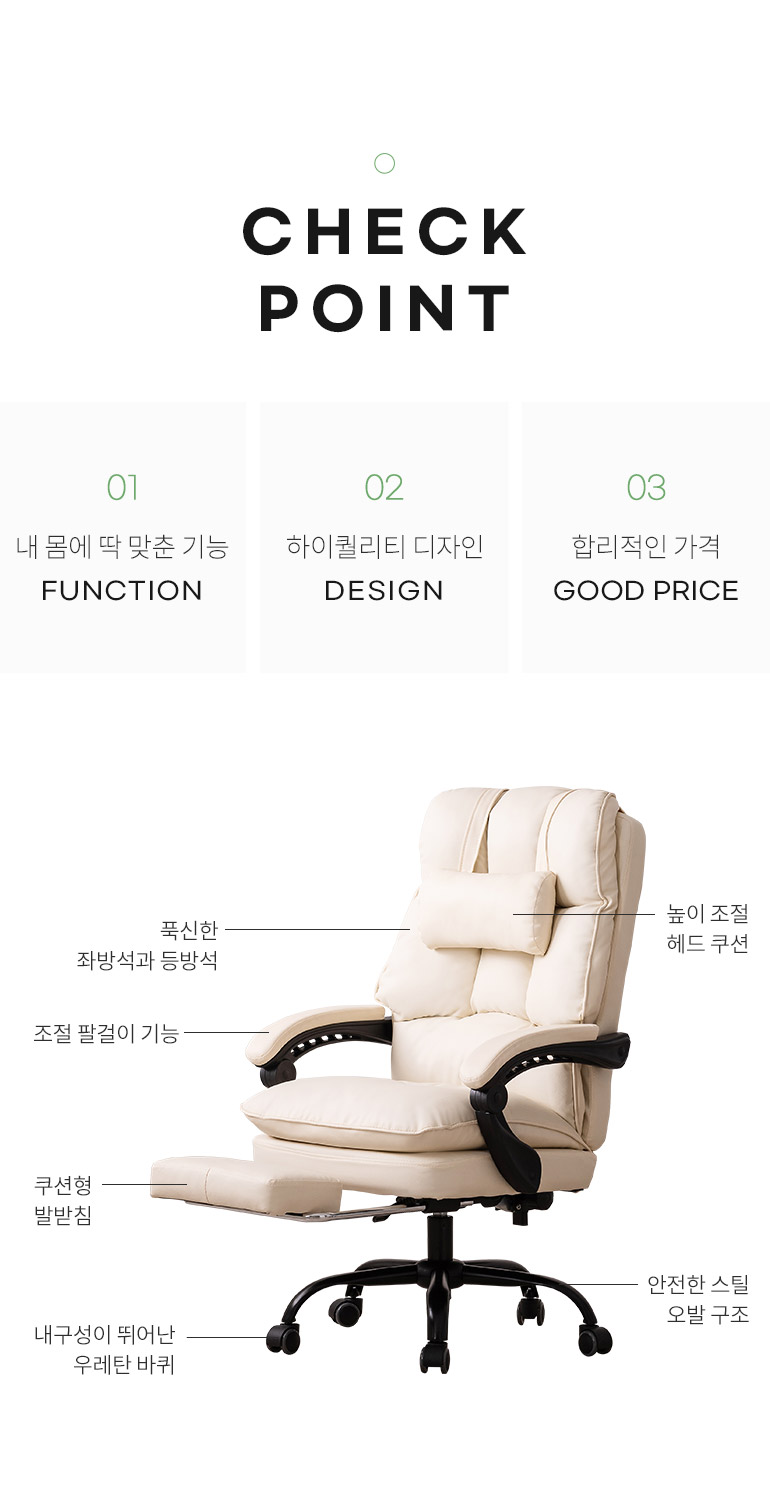 CHECK
POINT
01
내 몸에 딱 맞춘 기능
FUNCTION
02
하이퀄리티 디자인
DESIGN
03
합리적인 가격
GOOD PRICE
푹신한
좌방석과 등방석
높이 조절
헤드 쿠션
조절 팔걸이 기능
쿠션형
발받침
안전한 스틸
오발 구조
내구성이 뛰어난
우레탄 바퀴